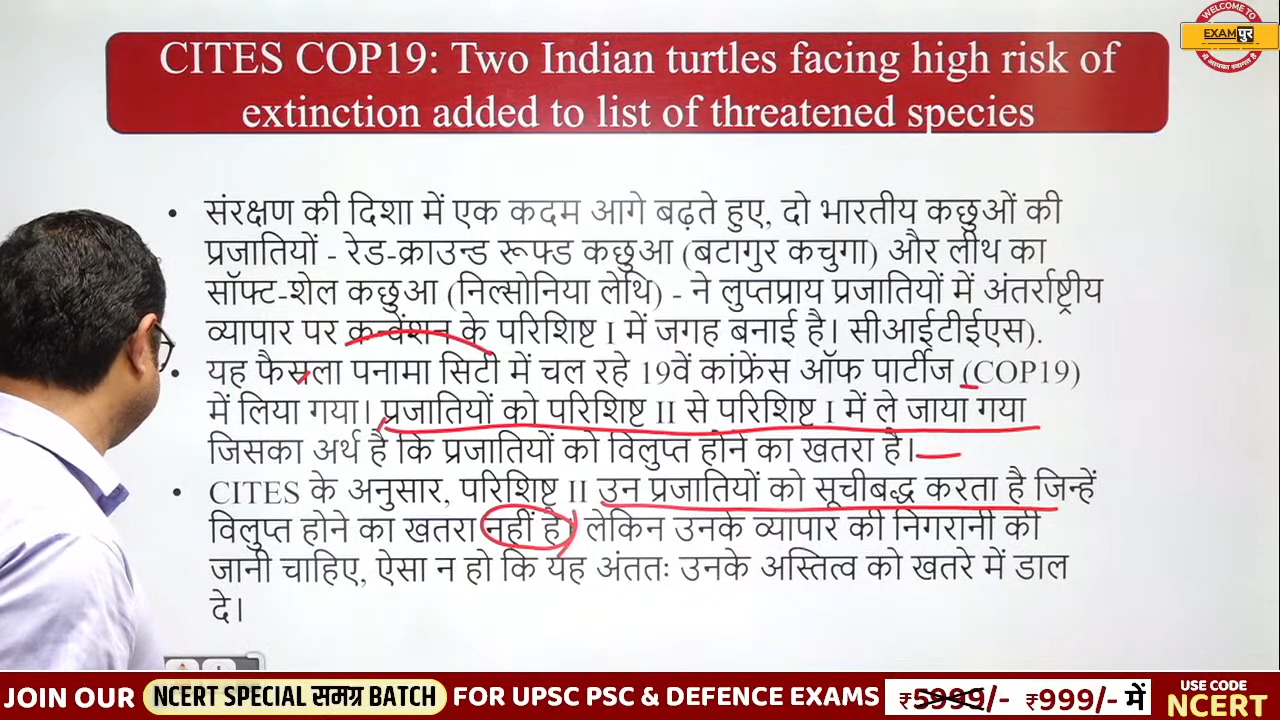 WELCOME TO
EXAMपुर
में आपका स्वागत है
CITES COP19: Two Indian turtles facing high risk of
extinction added to list of threatened species
• संरक्षण की दिशा में एक कदम आगे बढ़ते हुए, दो भारतीय कछुओं की
प्रजातियों - रेड-क्राउन्ड रूफ्ड कछुआ (बटागुर कचुगा) और लीथ का
सॉफ्ट-शेल कछुआ (निल्सोनिया लेथि) - ने लुप्तप्राय प्रजातियों में अंतर्राष्ट्रीय
व्यापार पर कन्वेंशन के परिशिष्ट I में जगह बनाई है। सीआईटीईएस).
• यह फैसला पनामा सिटी में चल रहे 19वें कांफ्रेंस ऑफ पार्टीज (COP19)
में लिया गया। प्रजातियों को परिशिष्ट II से परिशिष्ट I में ले जाया गया
जिसका अर्थ है कि प्रजातियों को विलुप्त होने का खतरा है।
• CITES के अनुसार, परिशिष्ट II उन प्रजातियों को सूचीबद्ध करता है जिन्हें
विलुप्त होने का खतरा नहीं है। लेकिन उनके व्यापार की निगरानी की
जानी चाहिए, ऐसा न हो कि यह अंततः उनके अस्तित्व को खतरे में डाल
दे।
JOIN OUR NCERT SPECIAL समग्र BATCH FOR UPSC PSC & DEFENCE EXAMS ₹5999/- ₹999/- में USE CODE
NCERT